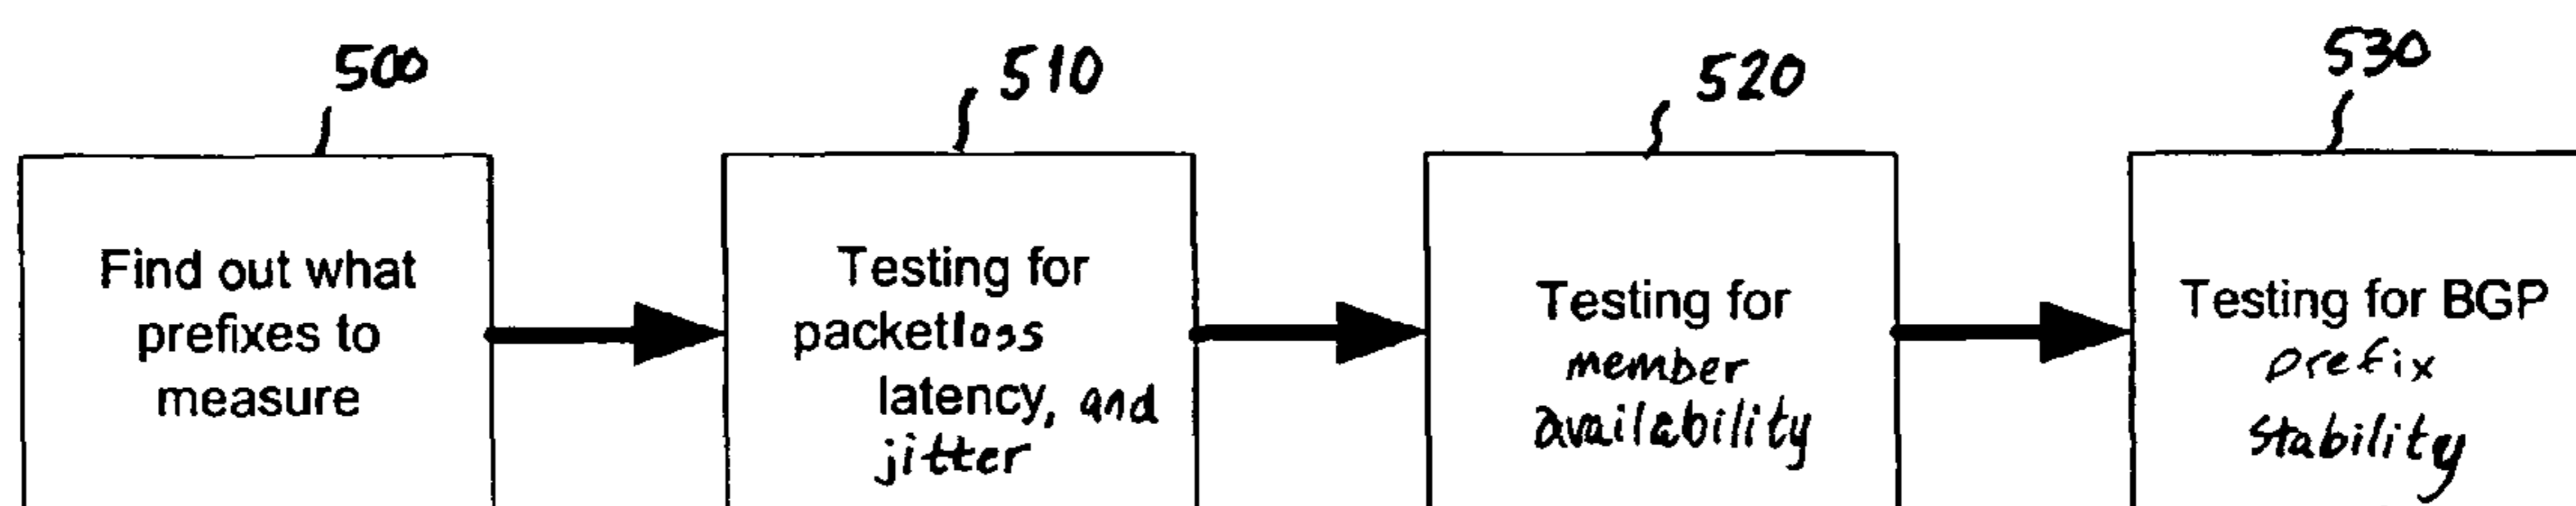 500
510
520
530
Find out what
prefixes to
measure
Testing for
packetloss
latency, and
jitter
Testing for
member
availability
Testing for BGP
prefix
stability